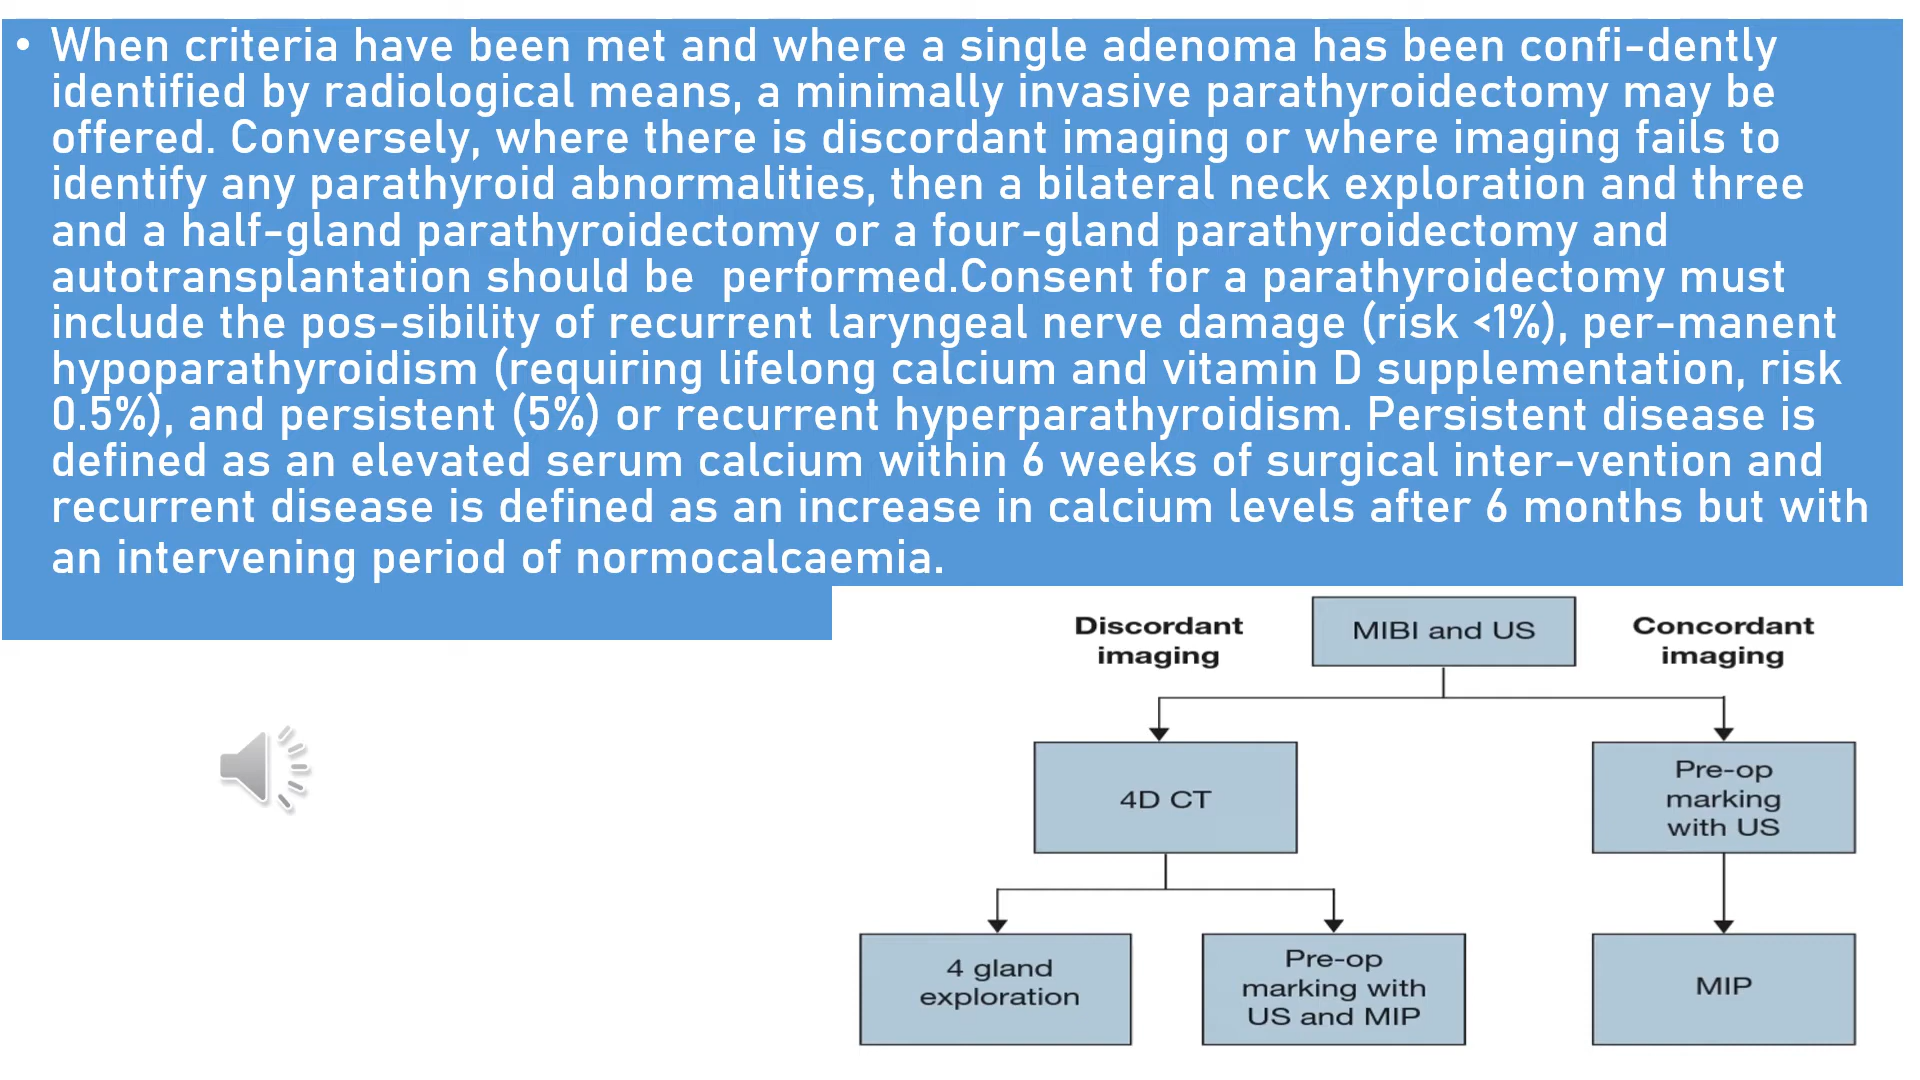 • When criteria have been met and where a single adenoma has been confi-dently
identified by radiological means, a minimally invasive parathyroidectomy may be
offered. Conversely, where there is discordant imaging or where imaging fails to
identify any parathyroid abnormalities, then a bilateral neck exploration and three
and a half-gland parathyroidectomy or a four-gland parathyroidectomy and
autotransplantation should be  performed.Consent for a parathyroidectomy must
include the pos-sibility of recurrent laryngeal nerve damage (risk <1%), per-manent
hypoparathyroidism (requiring lifelong calcium and vitamin D supplementation, risk
0.5%), and persistent (5%) or recurrent hyperparathyroidism. Persistent disease is
defined as an elevated serum calcium within 6 weeks of surgical inter-vention and
recurrent disease is defined as an increase in calcium levels after 6 months but with
an intervening period of normocalcaemia.
Discordant
imaging
MIBI and US
Concordant
imaging
4D CT
Pre-op
marking
with US
4 gland
exploration
Pre-op
marking with
US and MIP
MIP